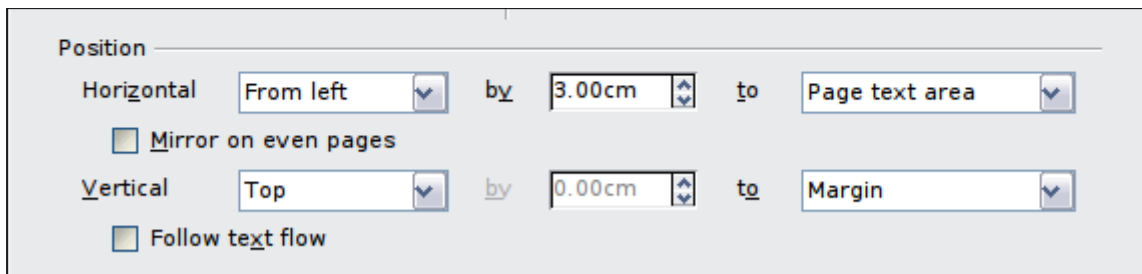 Position
Horizontal From left by 3.00cm to Page text area
Mirror on even pages
Vertical Top by 0.00cm to Margin
Follow text flow